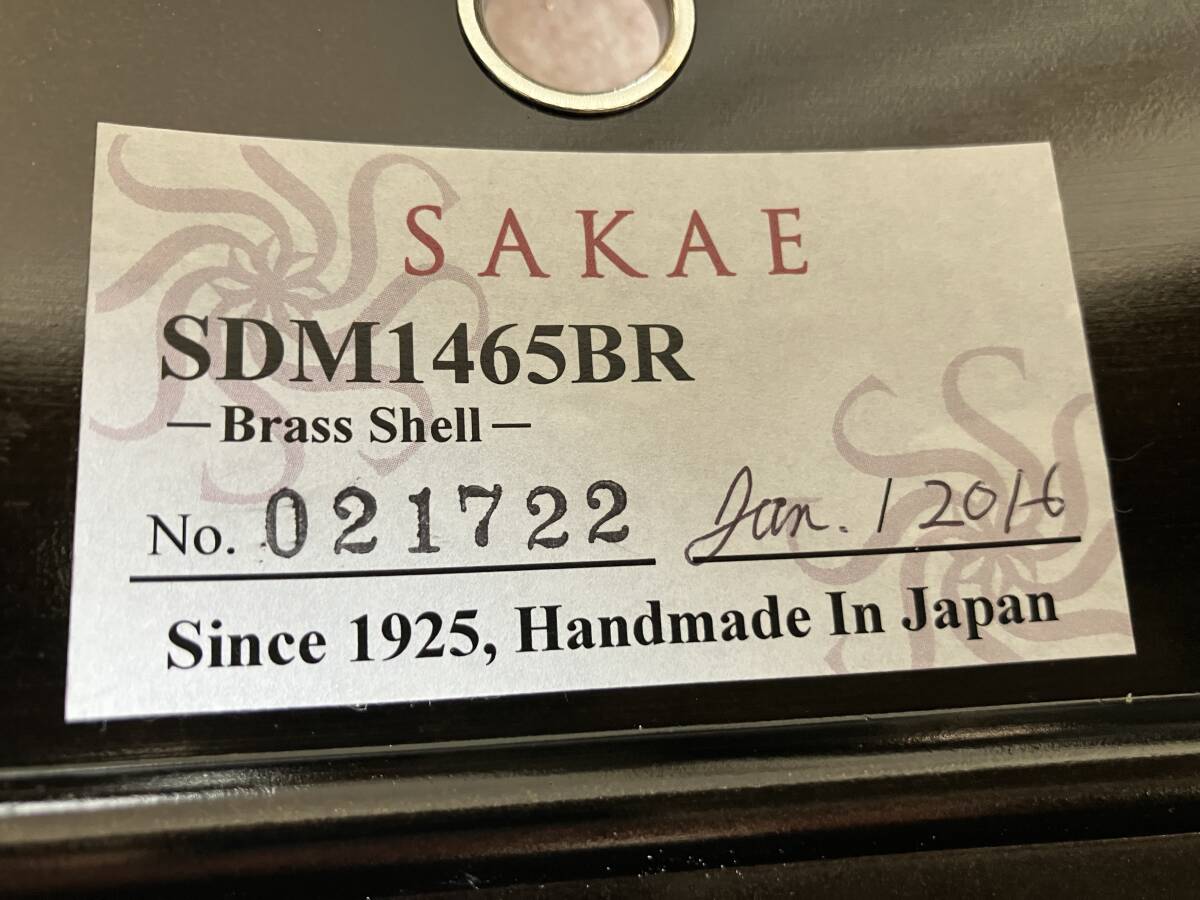 SAKAE
SDM1465BR
－Brass Shell－
No. 021722 Jan. 1 2016
Since 1925, Handmade In Japan